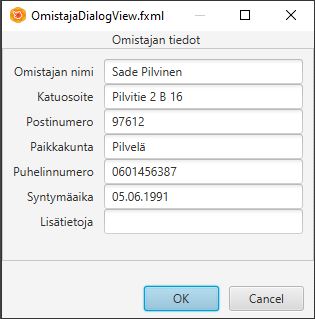 OmistajaDialogView.fxml
Omistajan tiedot
Omistajan nimi Sade Pilvinen
Katuosoite Pilvitie 2 B 16
Postinumero 97612
Paikkakunta Pilvelä
Puhelinnumero 0601456387
Syntymäaika 05.06.1991
Lisätietoja
OK Cancel